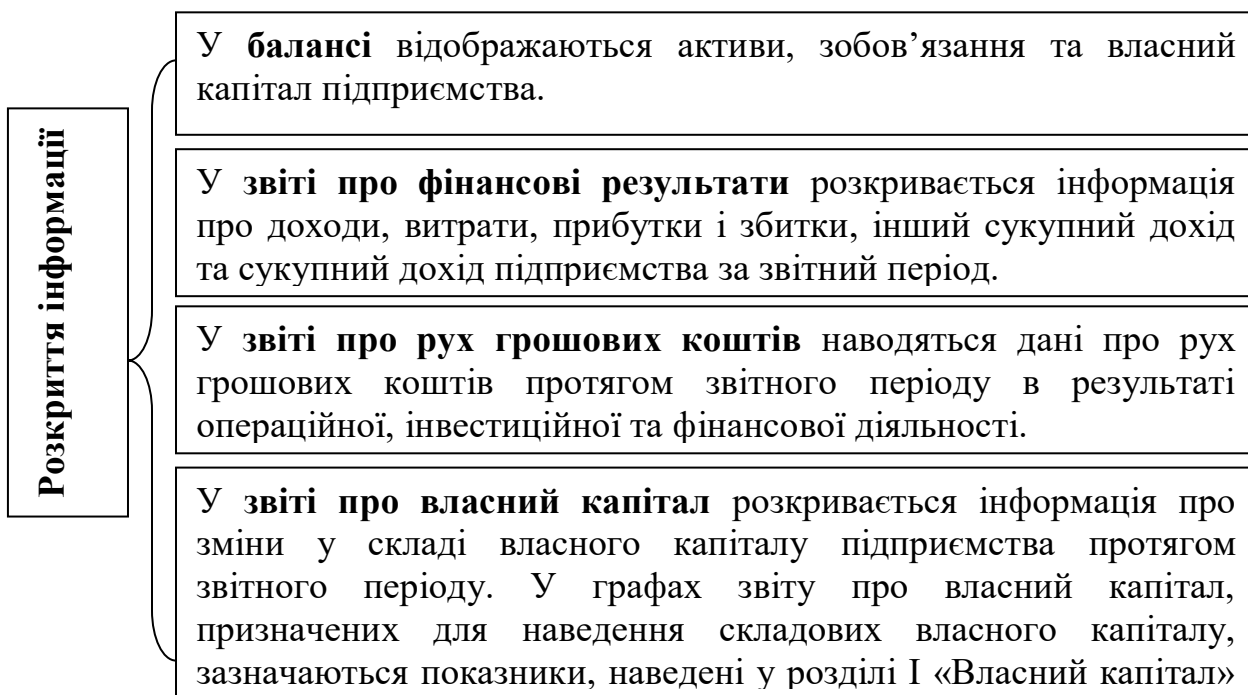 Розкриття інформації
У балансі відображаються активи, зобов’язання та власний
капітал підприємства.
У звіті про фінансові результати розкривається інформація
про доходи, витрати, прибутки і збитки, інший сукупний дохід
та сукупний дохід підприємства за звітний період.
У звіті про рух грошових коштів наводяться дані про рух
грошових коштів протягом звітного періоду в результаті
операційної, інвестиційної та фінансової діяльності.
У звіті про власний капітал розкривається інформація про
зміни у складі власного капіталу підприємства протягом
звітного періоду. У графах звіту про власний капітал,
призначених для наведення складових власного капіталу,
зазначаються показники, наведені у розділі І «Власний капітал»